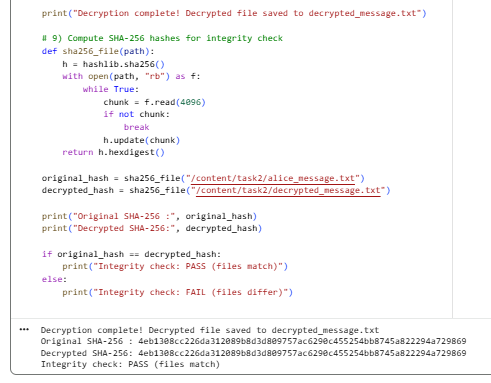 print("Decryption complete! Decrypted file saved to decrypted_message.txt")
# 9) Compute SHA-256 hashes for integrity check
def sha256_file(path):
    h = hashlib.sha256()
    with open(path, "rb") as f:
        while True:
            chunk = f.read(4096)
            if not chunk:
                break
            h.update(chunk)
    return h.hexdigest()
original_hash = sha256_file("/content/task2/alice_message.txt")
decrypted_hash = sha256_file("/content/task2/decrypted_message.txt")
print("Original SHA-256 :", original_hash)
print("Decrypted SHA-256:", decrypted_hash)
if original_hash == decrypted_hash:
    print("Integrity check: PASS (files match)")
else:
    print("Integrity check: FAIL (files differ)")
Decryption complete! Decrypted file saved to decrypted_message.txt
Original SHA-256 : 4eb1308cc226da312089b8d3d809757ac6290c455254bb8745a822294a729869
Decrypted SHA-256: 4eb1308cc226da312089b8d3d809757ac6290c455254bb8745a822294a729869
Integrity check: PASS (files match)